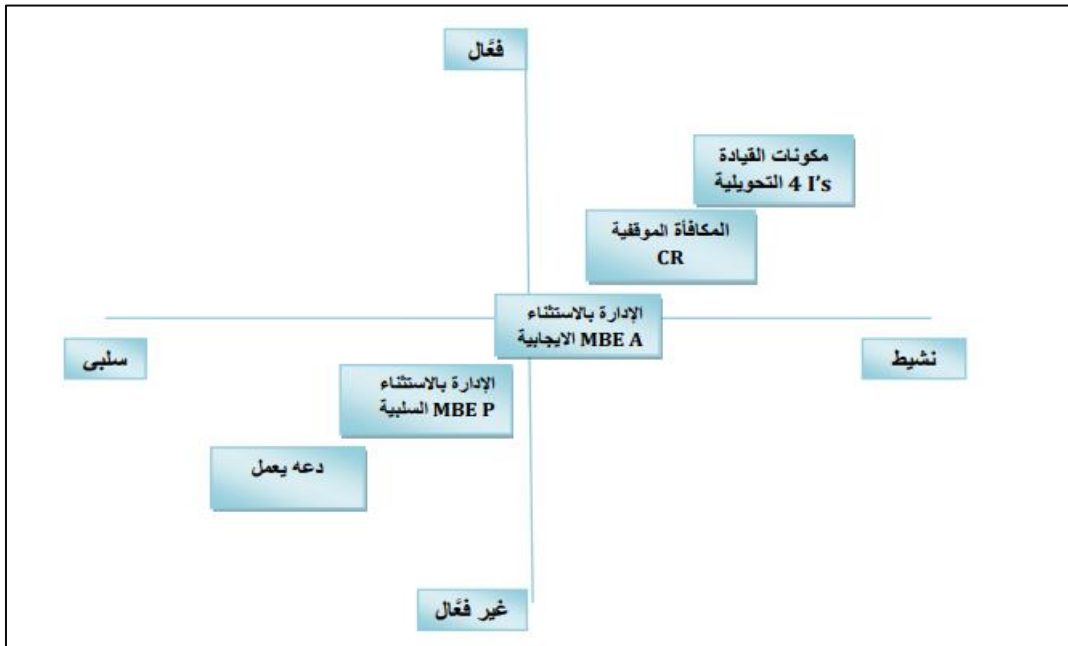 فعَّال
مكونات القيادة
التحويلية 4 I's
المكافأة الموقفية
CR
الإدارة بالاستثناء
الايجابية MBE A
سلبى
نشيط
الإدارة بالاستثناء
السلبية MBE P
دعه يعمل
غير فعَّال